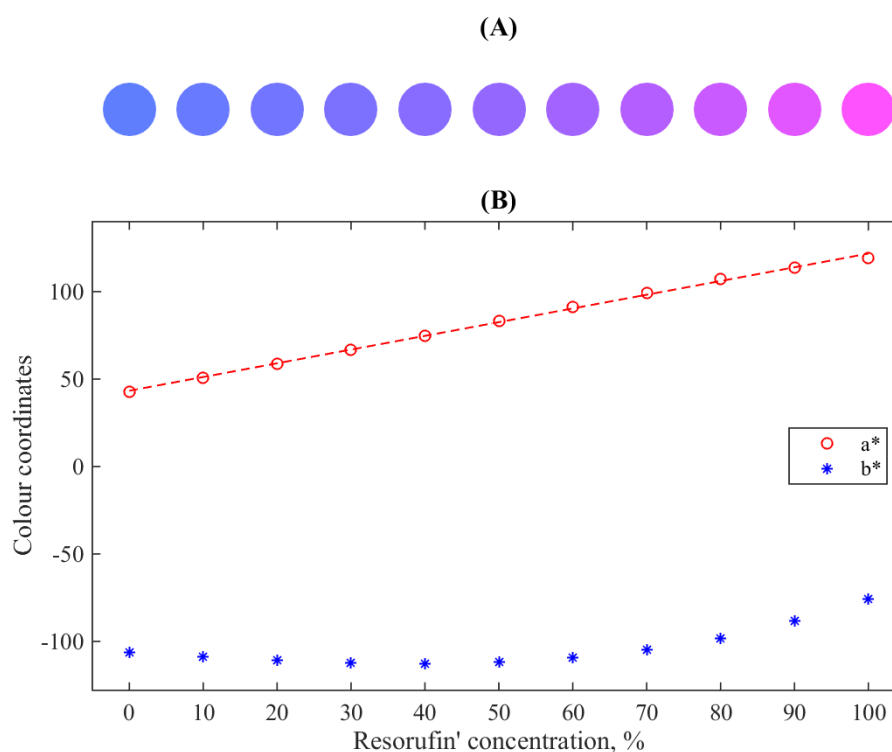 (A)
(B)
100
50
0
-50
-100
Colour coordinates
a*
b*
0 10 20 30 40 50 60 70 80 90 100
Resorufin' concentration, %